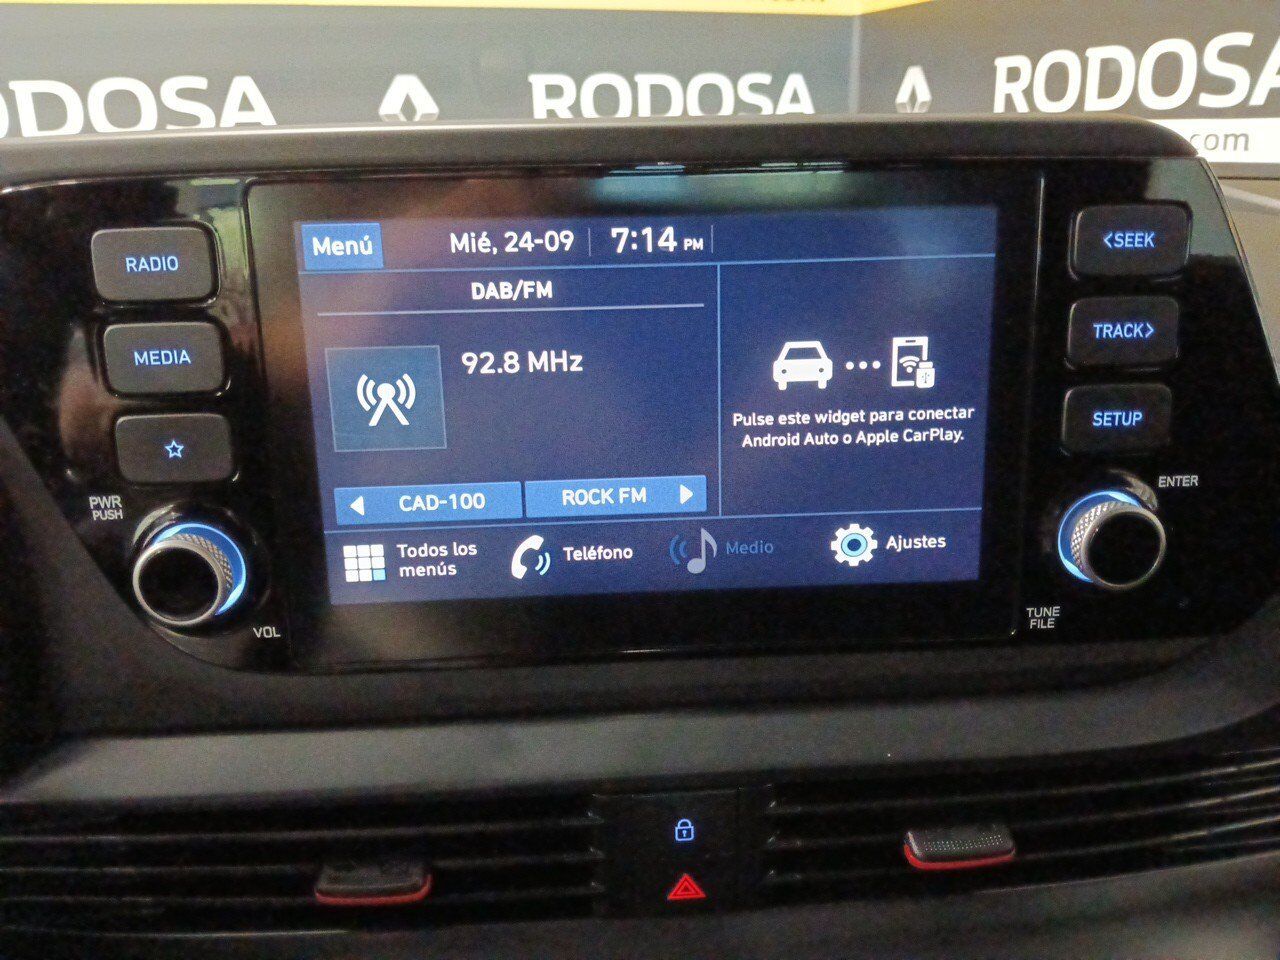 ODOSA
RODOSA
RODOSA
.com
RADIO
MEDIA
PWR
PUSH
VOL
Menú
Mié, 24-09
7:14 PM
DAB/FM
92.8 MHz
CAD-100
ROCK FM
Pulse este widget para conectar
Android Auto o Apple CarPlay.
Todos los
menús
Teléfono
Medio
Ajustes
<SEEK
TRACK>
SETUP
ENTER
TUNE
FILE